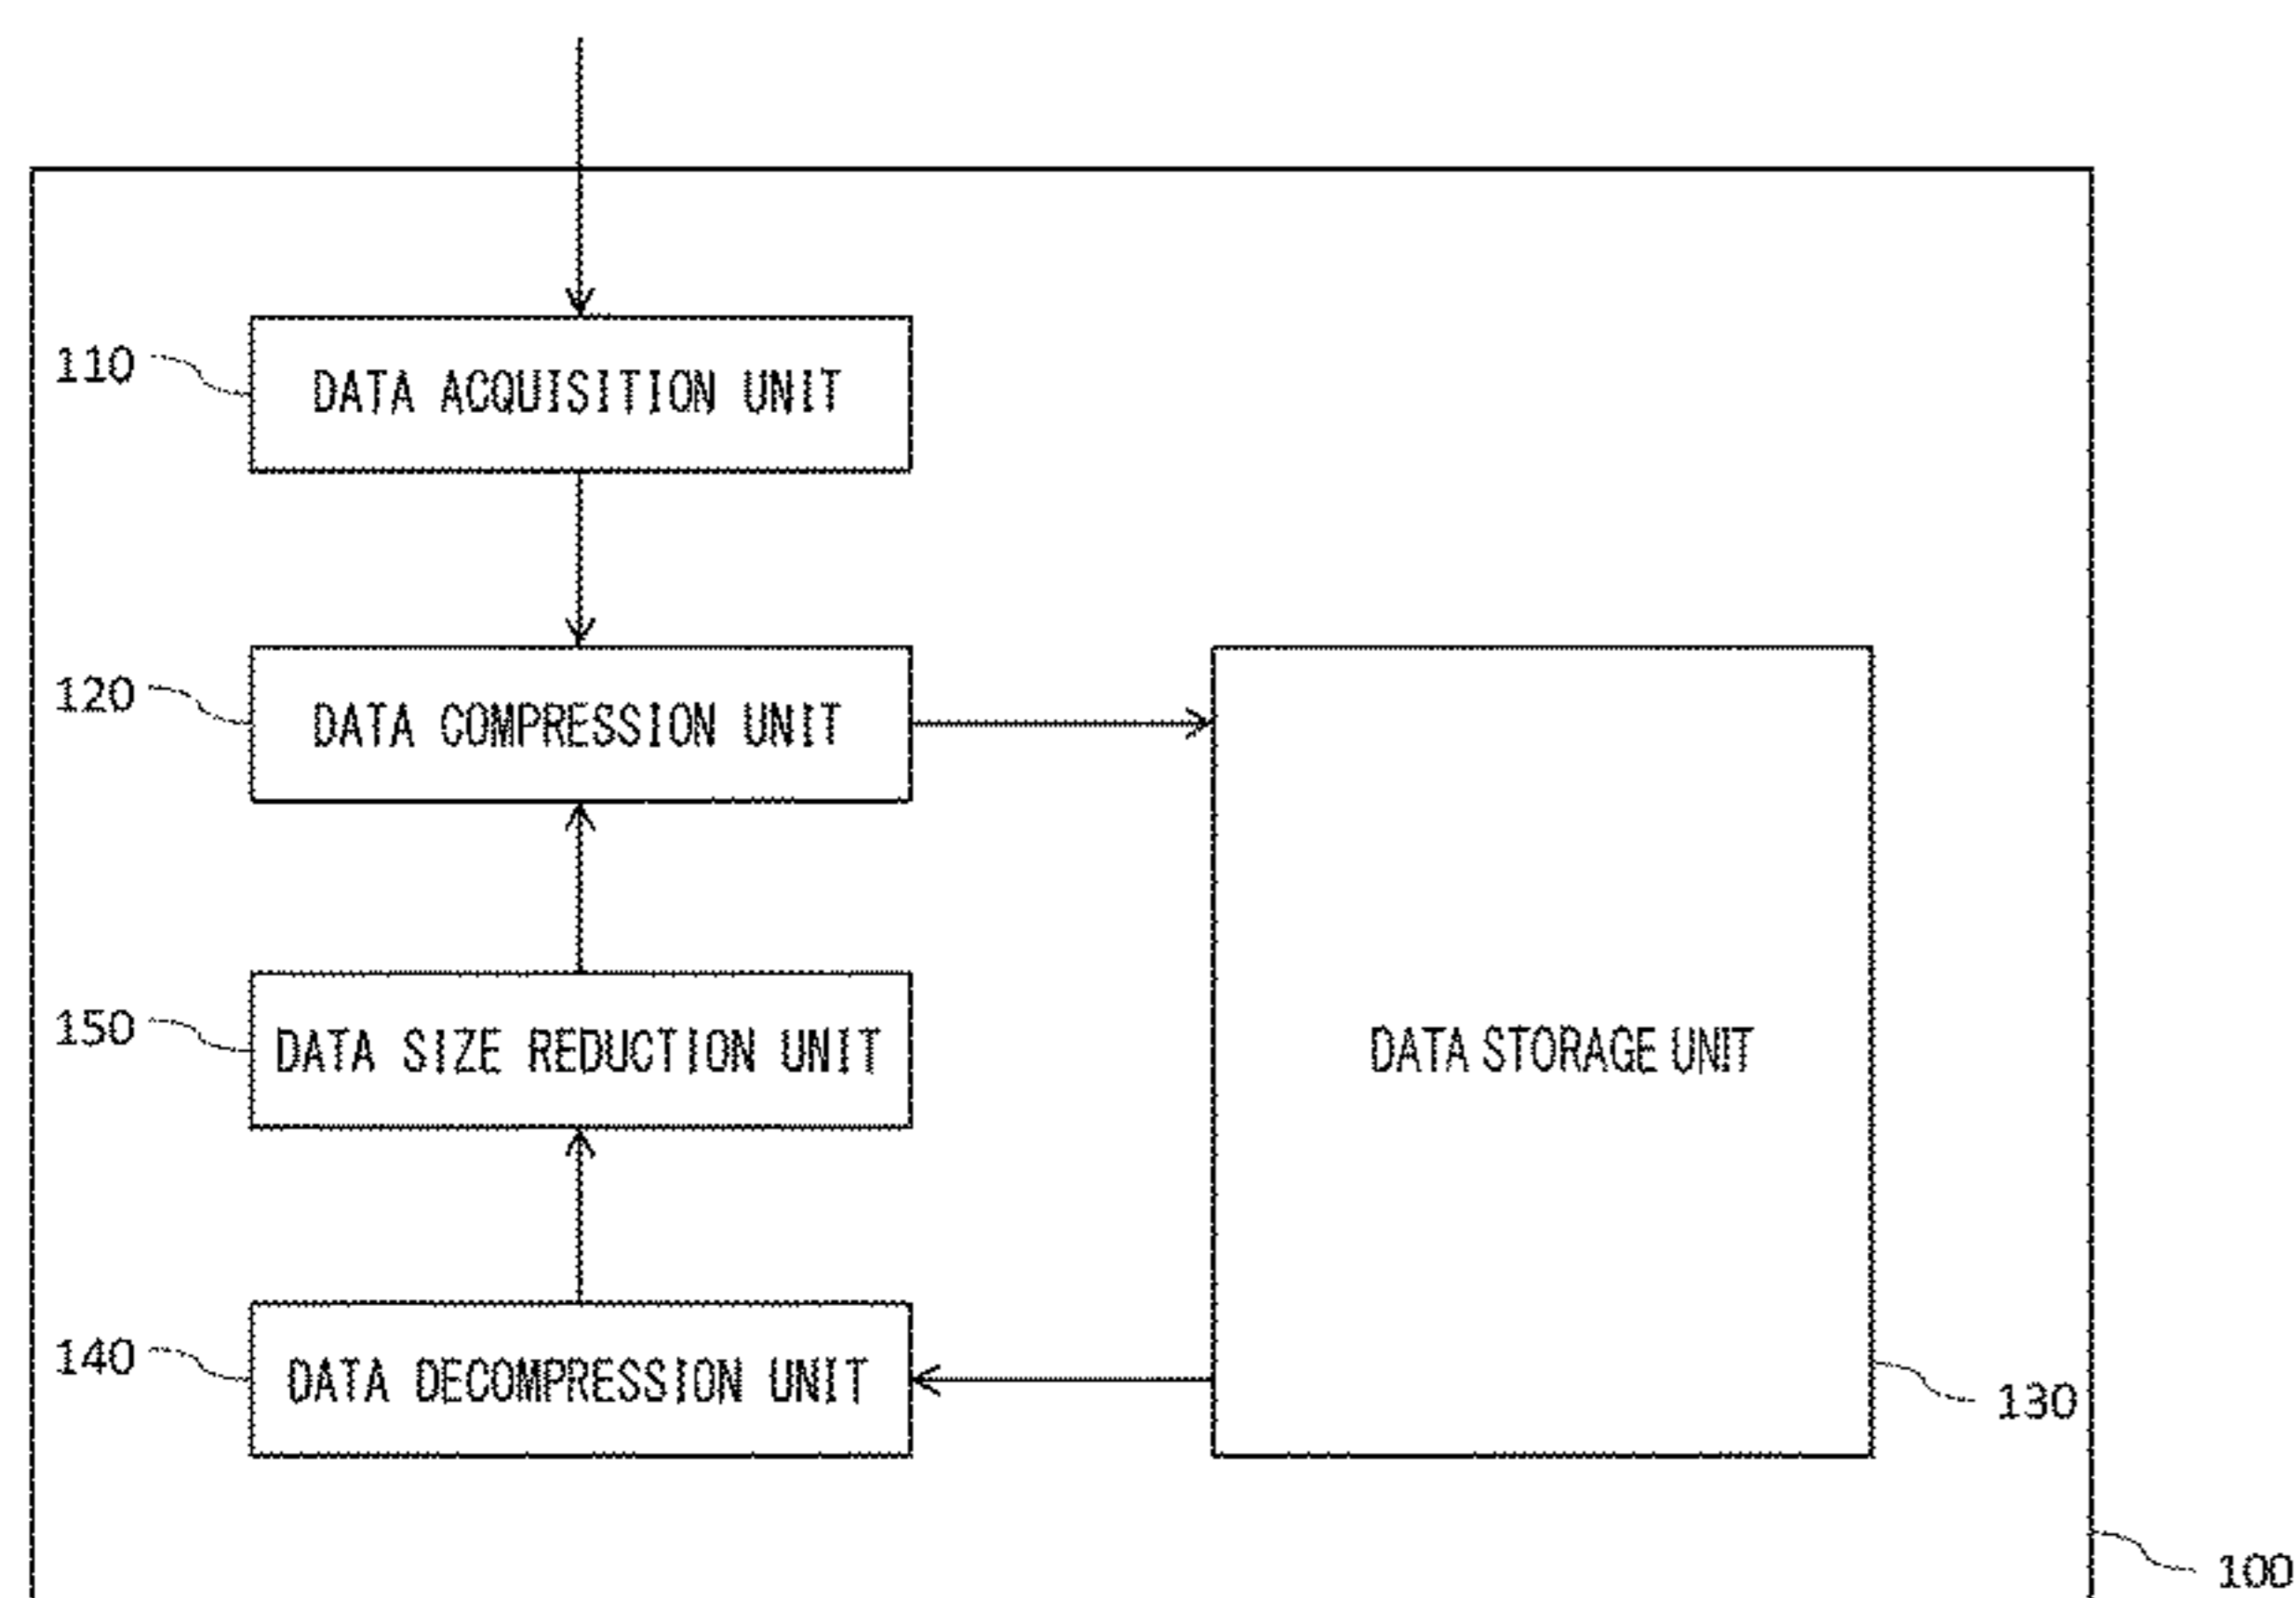 110
DATA ACQUISITION UNIT
120
DATA COMPRESSION UNIT
150
DATA SIZE REDUCTION UNIT
DATA STORAGE UNIT
140
DATA DECOMPRESSION UNIT
130
100